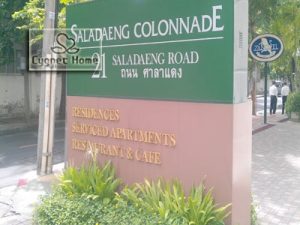 SALADAENG COLONNADE
Cygnet Home
21 SALADAENG ROAD
ถนน ศาลาแดง
RESIDENCES
SERVICED APARTMENTS
RESTAURANT & CAFE